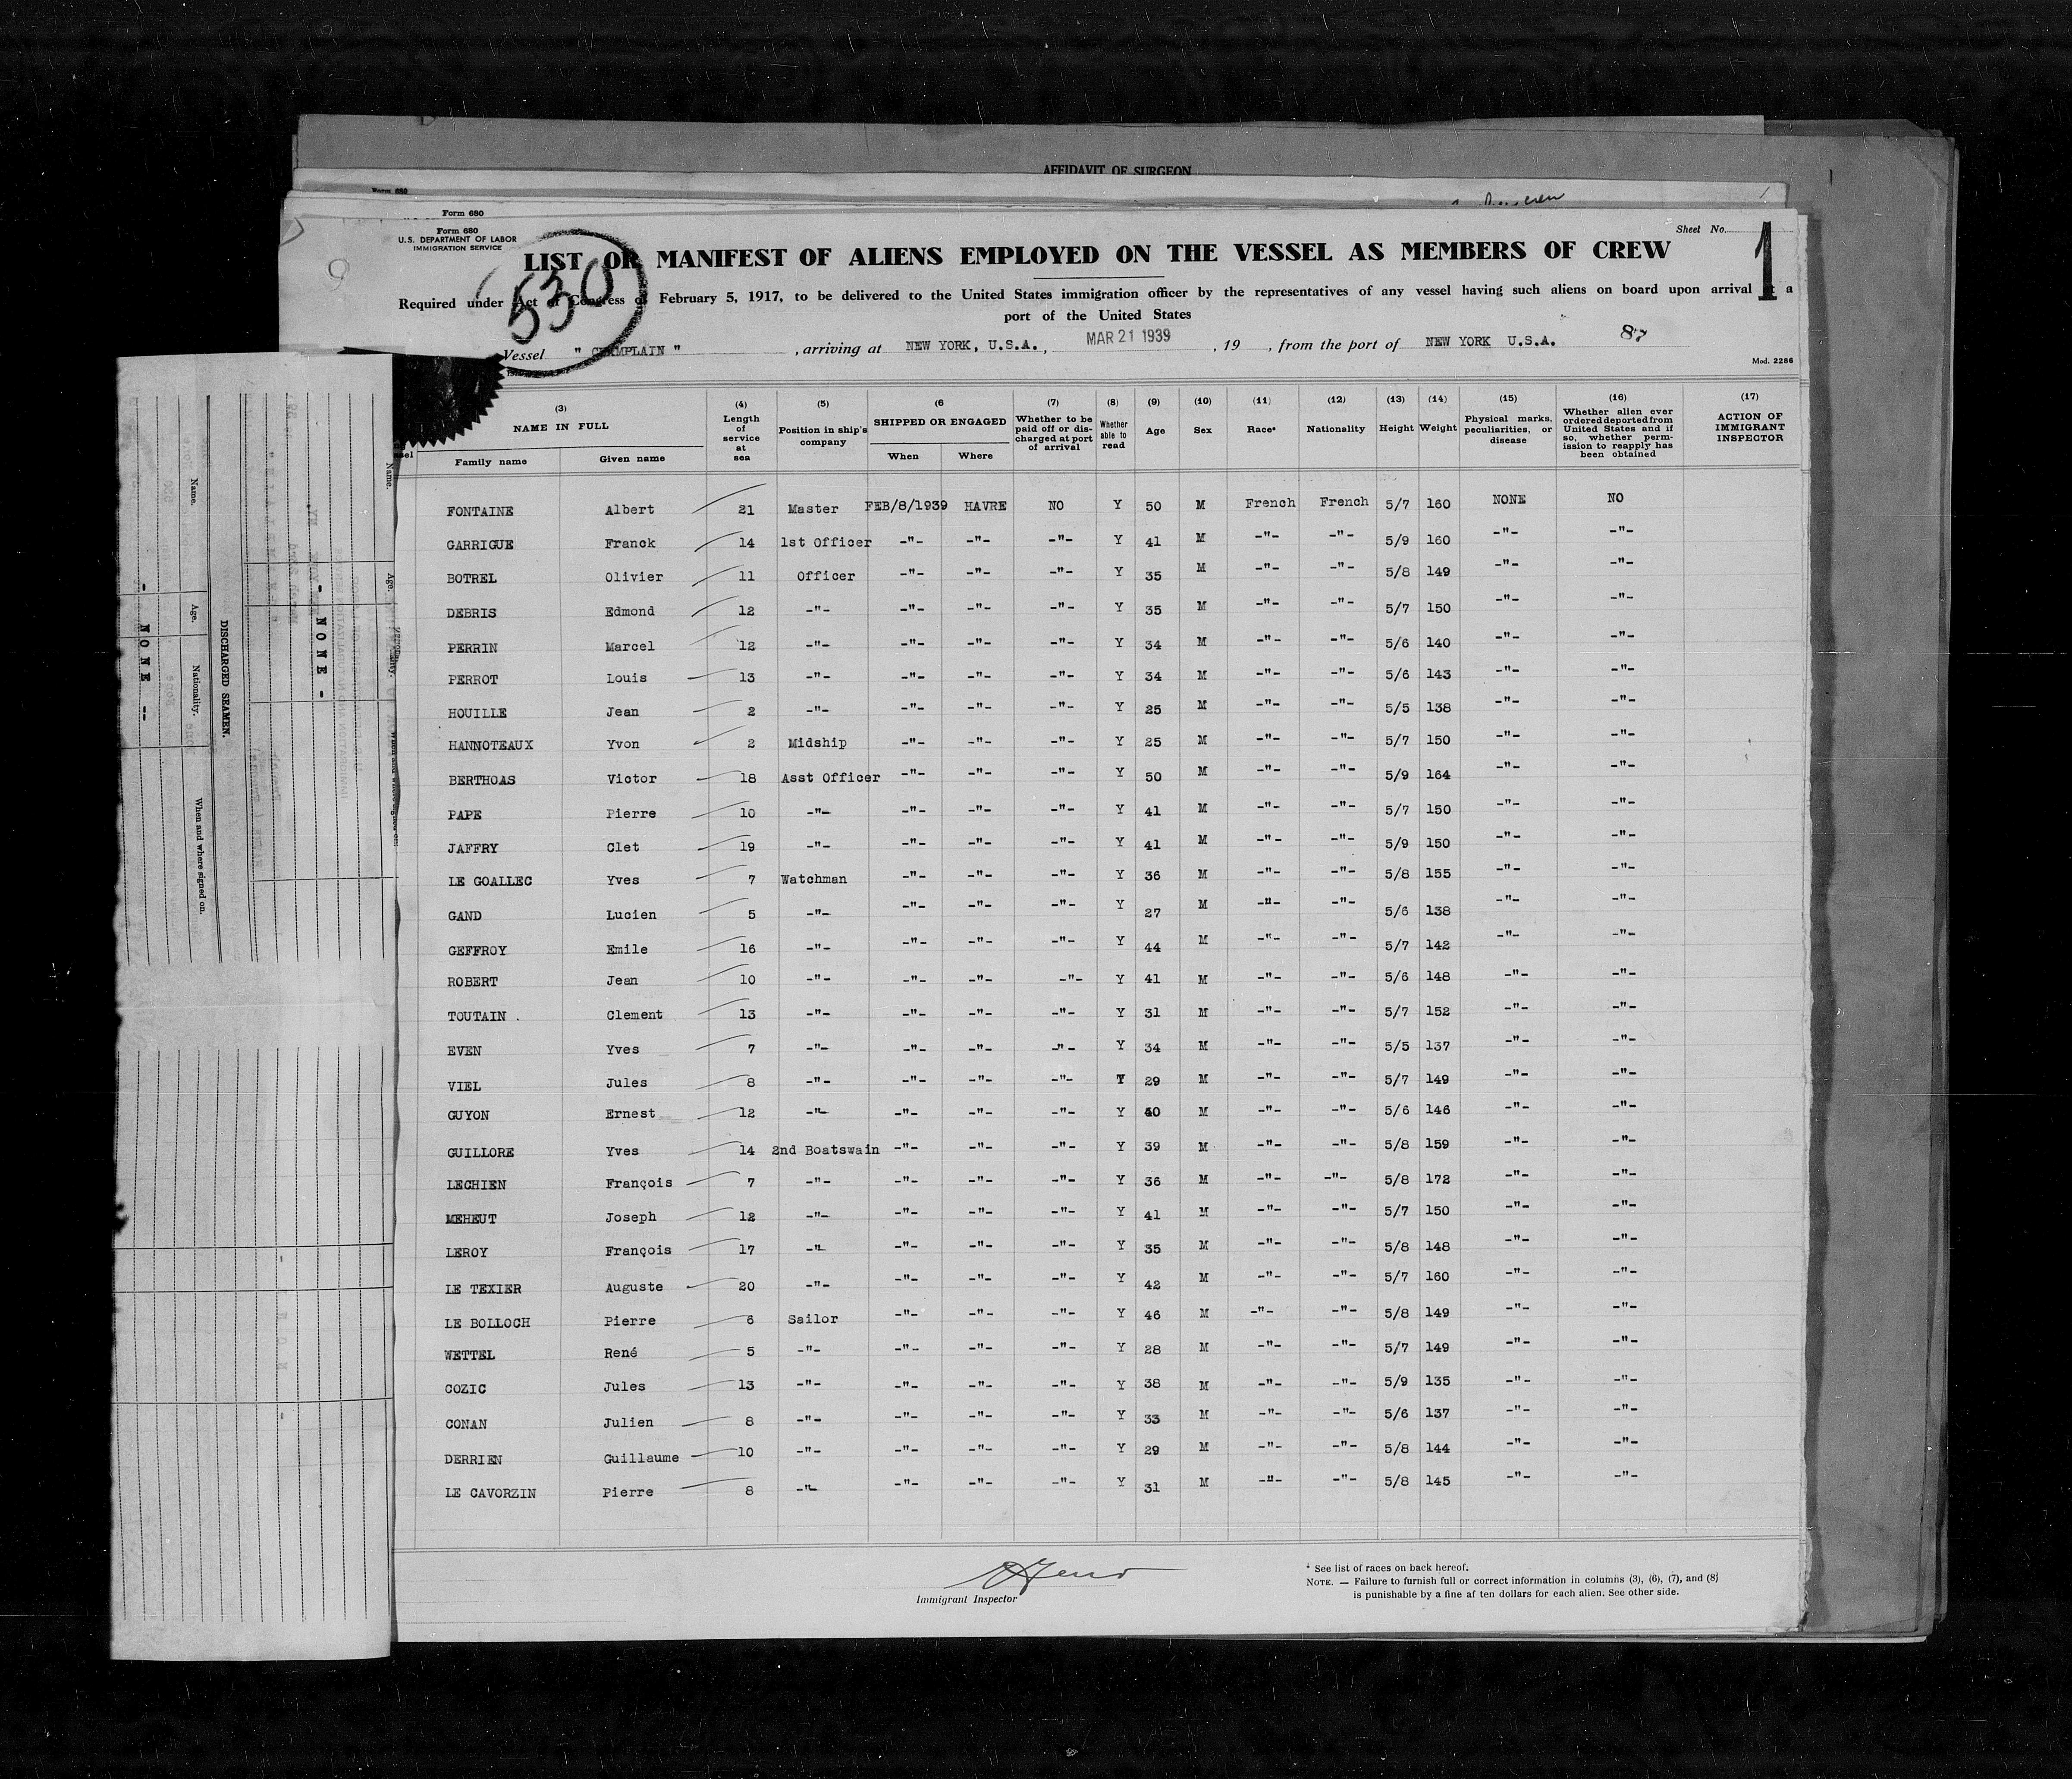 AFFIDAVIT OF SURGEON
Form 680
Form 680
Form 680
U.S. DEPARTMENT OF LABOR
IMMIGRATION SERVICE
Sheet No.
1
530
LIST OR MANIFEST OF ALIENS EMPLOYED ON THE VESSEL AS MEMBERS OF CREW
Required under Act of Congress of February 5, 1917, to be delivered to the United States immigration officer by the representatives of any vessel having such aliens on board upon arrival at a
port of the United States
Vessel " CHAMPLAIN " , arriving at NEW YORK, U.S.A., MAR 21 1939 , 19 , from the port of NEW YORK U.S.A. 87
Mod. 2286
(3) NAME IN FULL Family name Given name (4) Length of service at sea (5) Position in ship's company (6 SHIPPED OR ENGAGED When Where (7) Whether to be paid off or discharged at port of arrival (8) Whether able to read (9) Age (10) Sex (11) Race* (12) Nationality (13) Height (14) Weight (15) Physical marks, peculiarities, or disease (16) Whether alien ever ordered deported from United States and if so, whether permission to reapply has been obtained (17) ACTION OF IMMIGRANT INSPECTOR
FONTAINE Albert 21 Master FEB/8/1939 HAVRE NO Y 50 M French French 5/7 160 NONE NO
GARRIGUE Franck 14 1st Officer -"- -"- -"- Y 41 M -"- -"- 5/9 160 -"- -"-
BOTREL Olivier 11 Officer -"- -"- -"- Y 35 M -"- -"- 5/8 149 -"- -"-
DEBRIS Edmond 12 -"- -"- -"- -"- Y 35 M -"- -"- 5/7 150 -"- -"-
PERRIN Marcel 12 -"- -"- -"- -"- Y 34 M -"- -"- 5/6 140 -"- -"-
PERROT Louis 13 -"- -"- -"- -"- Y 34 M -"- -"- 5/6 143 -"- -"-
HOUILLE Jean 2 -"- -"- -"- -"- Y 25 M -"- -"- 5/5 138 -"- -"-
HANNOTEAUX Yvon 2 Midship -"- -"- -"- Y 25 M -"- -"- 5/7 150 -"- -"-
BERTHOAS Victor 18 Asst Officer -"- -"- -"- Y 50 M -"- -"- 5/9 164 -"- -"-
PAPE Pierre 10 -"- -"- -"- -"- Y 41 M -"- -"- 5/7 150 -"- -"-
JAFFRY Clet 19 -"- -"- -"- -"- Y 41 M -"- -"- 5/9 150 -"- -"-
LE GOALLEC Yves 7 Watchman -"- -"- -"- Y 36 M -"- -"- 5/8 155 -"- -"-
GAND Lucien 5 -"- -"- -"- -"- Y 27 M -"- -"- 5/6 138 -"- -"-
GEFFROY Emile 16 -"- -"- -"- -"- Y 44 M -"- -"- 5/7 142 -"- -"-
ROBERT Jean 10 -"- -"- -"- -"- Y 41 M -"- -"- 5/6 148 -"- -"-
TOUTAIN . Clement 13 -"- -"- -"- -"- Y 31 M -"- -"- 5/7 152 -"- -"-
EVEN Yves 7 -"- -"- -"- -"- Y 34 M -"- -"- 5/5 137 -"- -"-
VIEL Jules 8 -"- -"- -"- -"- Y 29 M -"- -"- 5/7 149 -"- -"-
GUYON Ernest 12 -"- -"- -"- -"- Y 40 M -"- -"- 5/6 146 -"- -"-
GUILLORE Yves 14 2nd Boatswain -"- -"- -"- Y 39 M -"- -"- 5/8 159 -"- -"-
LECHIEN François 7 -"- -"- -"- -"- Y 36 M -"- -"- 5/8 172 -"- -"-
MEHEUT Joseph 12 -"- -"- -"- -"- Y 41 M -"- -"- 5/7 150 -"- -"-
LEROY François 17 -"- -"- -"- -"- Y 35 M -"- -"- 5/8 148 -"- -"-
LE TEXIER Auguste 20 -"- -"- -"- -"- Y 42 M -"- -"- 5/7 160 -"- -"-
LE BOLLOCH Pierre 6 Sailor -"- -"- -"- Y 46 M -"- -"- 5/8 149 -"- -"-
WETTEL René 5 -"- -"- -"- -"- Y 28 M -"- -"- 5/7 149 -"- -"-
COZIC Jules 13 -"- -"- -"- -"- Y 38 M -"- -"- 5/9 135 -"- -"-
CONAN Julien 8 -"- -"- -"- -"- Y 33 M -"- -"- 5/6 137 -"- -"-
DERRIEN Guillaume 10 -"- -"- -"- -"- Y 29 M -"- -"- 5/8 144 -"- -"-
LE CAVORZIN Pierre 8 -"- -"- -"- -"- Y 31 M -"- -"- 5/8 145 -"- -"-
Immigrant Inspector
* See list of races on back hereof.
NOTE. — Failure to furnish full or correct information in columns (3), (6), (7), and (8)
is punishable by a fine af ten dollars for each alien. See other side.
Name. Age.
- NONE -
DISCHARGED SEAMEN.
Name. Age. Nationality. When and where signed on.
- NONE --